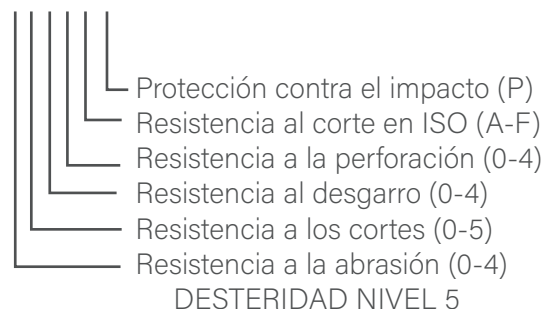 Protección contra el impacto (P)
Resistencia al corte en ISO (A-F)
Resistencia a la perforación (0-4)
Resistencia al desgarro (0-4)
Resistencia a los cortes (0-5)
Resistencia a la abrasión (0-4)
DESTERIDAD NIVEL 5